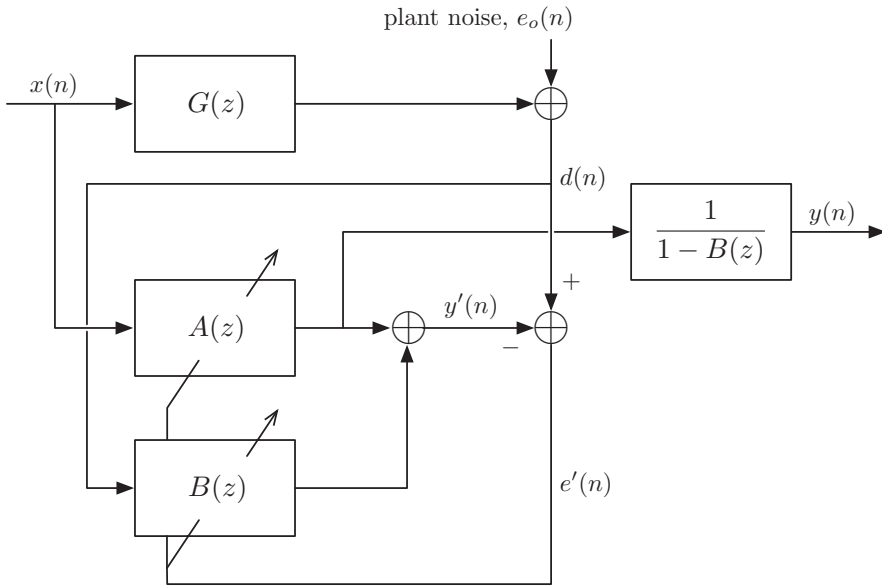 plant noise, e_o(n)
x(n)
G(z)
d(n)
1
1 − B(z)
y(n)
+
A(z)
y′(n)
−
B(z)
e′(n)